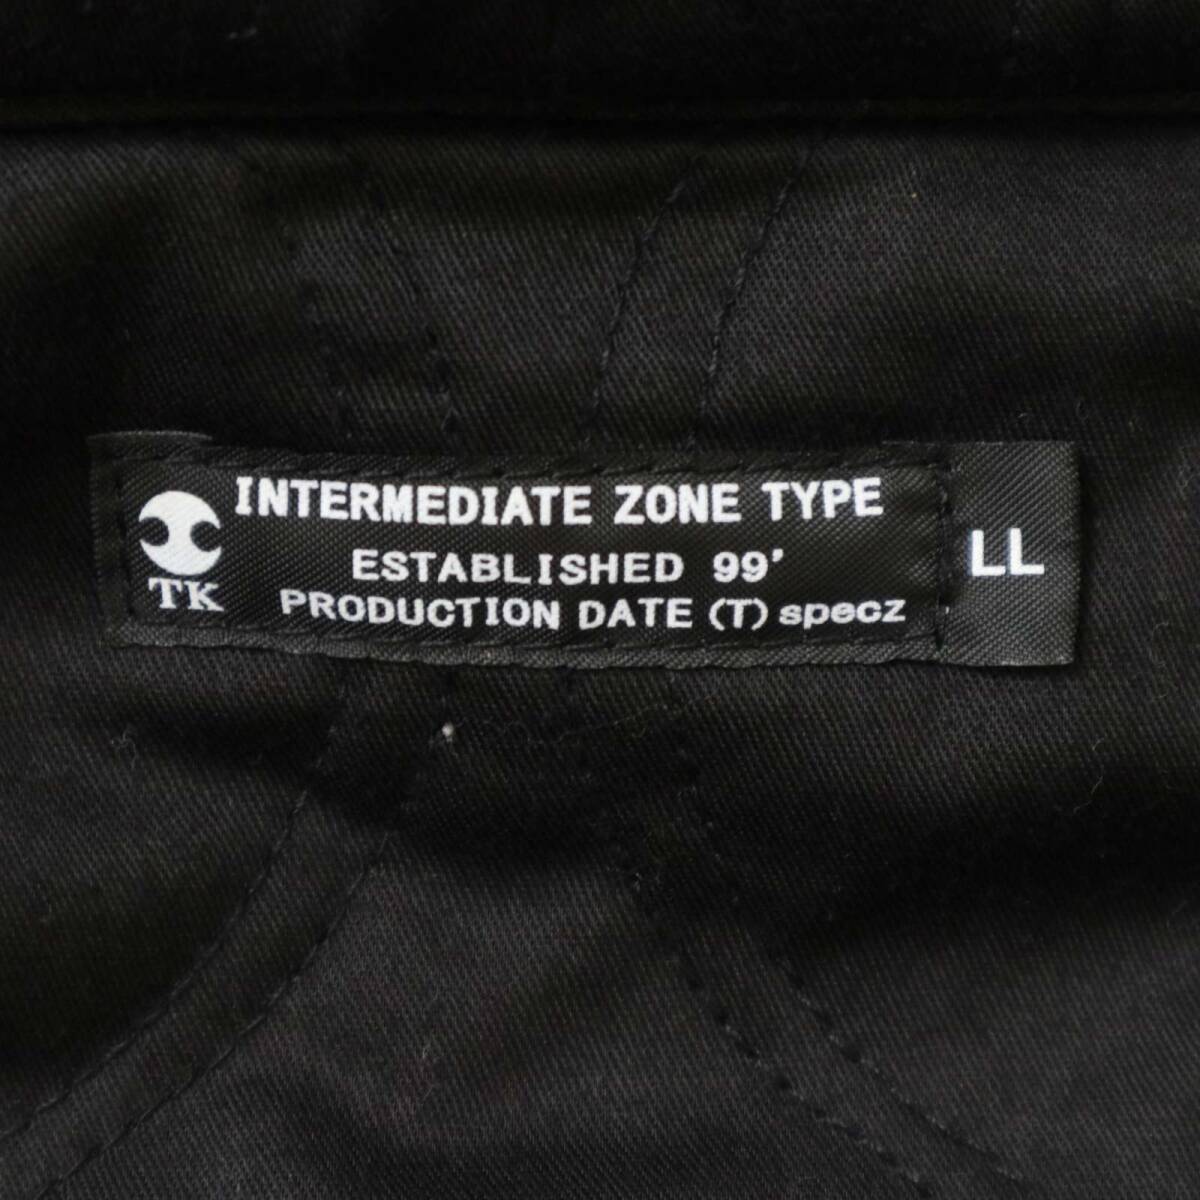 INTERMEDIATE ZONE TYPE
ESTABLISHED 99'
PRODUCTION DATE (T) specz
TK
LL